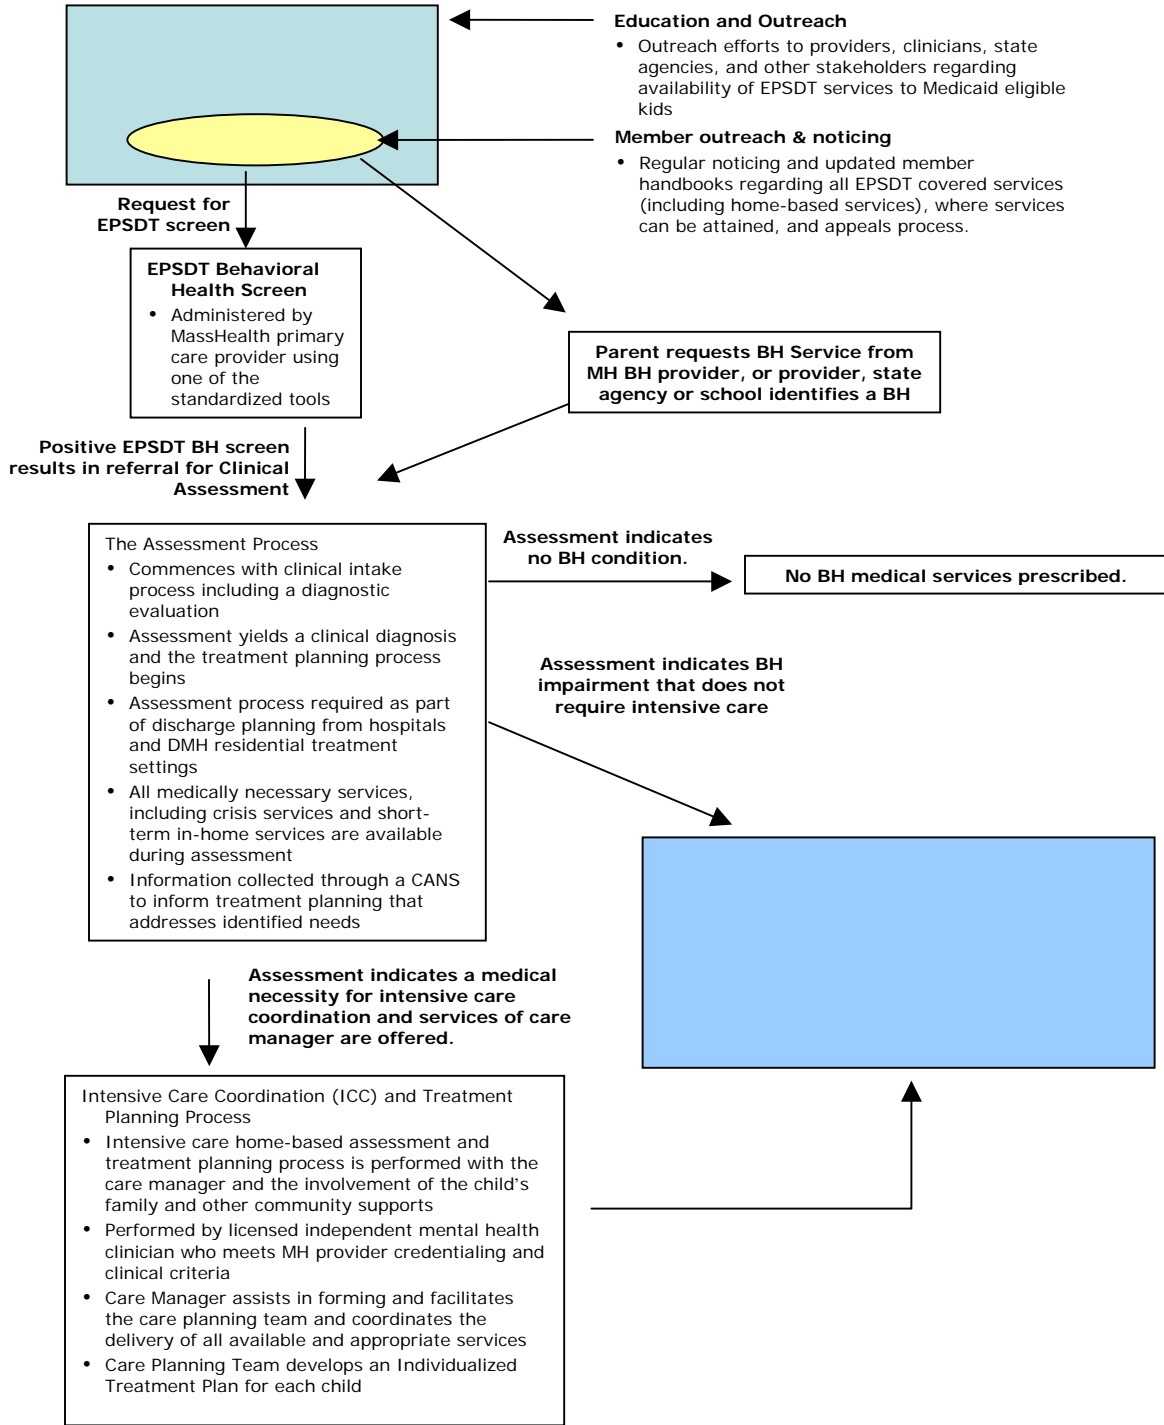 Education and Outreach
• Outreach efforts to providers, clinicians, state
agencies, and other stakeholders regarding
availability of EPSDT services to Medicaid eligible
kids
Member outreach & noticing
• Regular noticing and updated member
handbooks regarding all EPSDT covered services
(including home-based services), where services
can be attained, and appeals process.
Request for
EPSDT screen
EPSDT Behavioral
Health Screen
• Administered by
MassHealth primary
care provider using
one of the
standardized tools
Parent requests BH Service from
MH BH provider, or provider, state
agency or school identifies a BH
Positive EPSDT BH screen
results in referral for Clinical
Assessment
The Assessment Process
• Commences with clinical intake
process including a diagnostic
evaluation
• Assessment yields a clinical diagnosis
and the treatment planning process
begins
• Assessment process required as part
of discharge planning from hospitals
and DMH residential treatment
settings
• All medically necessary services,
including crisis services and short-
term in-home services are available
during assessment
• Information collected through a CANS
to inform treatment planning that
addresses identified needs
Assessment indicates
no BH condition.
No BH medical services prescribed.
Assessment indicates BH
impairment that does not
require intensive care
Assessment indicates a medical
necessity for intensive care
coordination and services of care
manager are offered.
Intensive Care Coordination (ICC) and Treatment
Planning Process
• Intensive care home-based assessment and
treatment planning process is performed with the
care manager and the involvement of the child's
family and other community supports
• Performed by licensed independent mental health
clinician who meets MH provider credentialing and
clinical criteria
• Care Manager assists in forming and facilitates
the care planning team and coordinates the
delivery of all available and appropriate services
• Care Planning Team develops an Individualized
Treatment Plan for each child